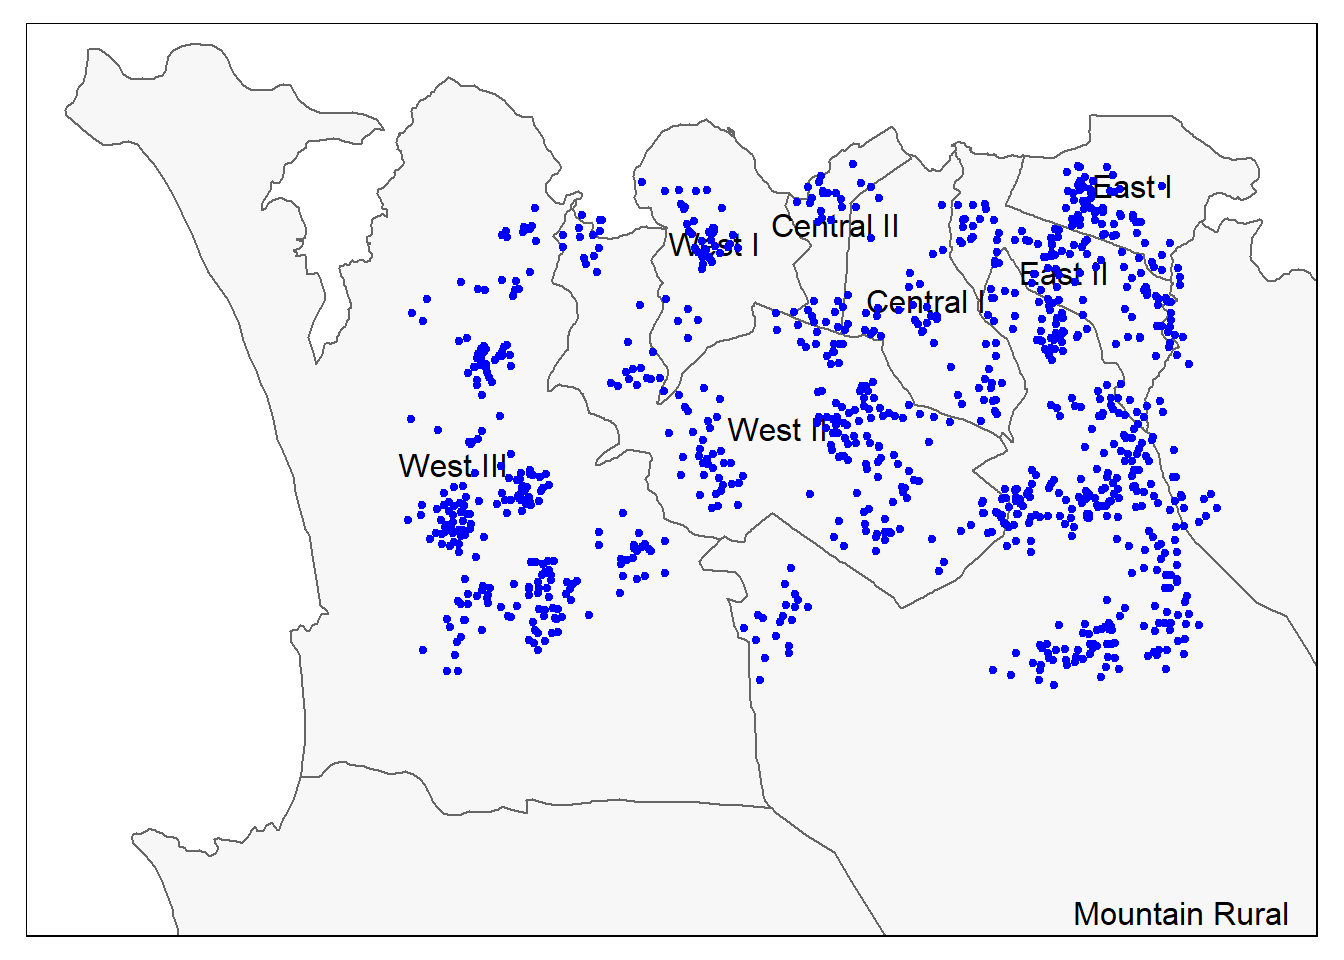 East I
Central II
West I
East II
Central I
West II
West III
Mountain Rural